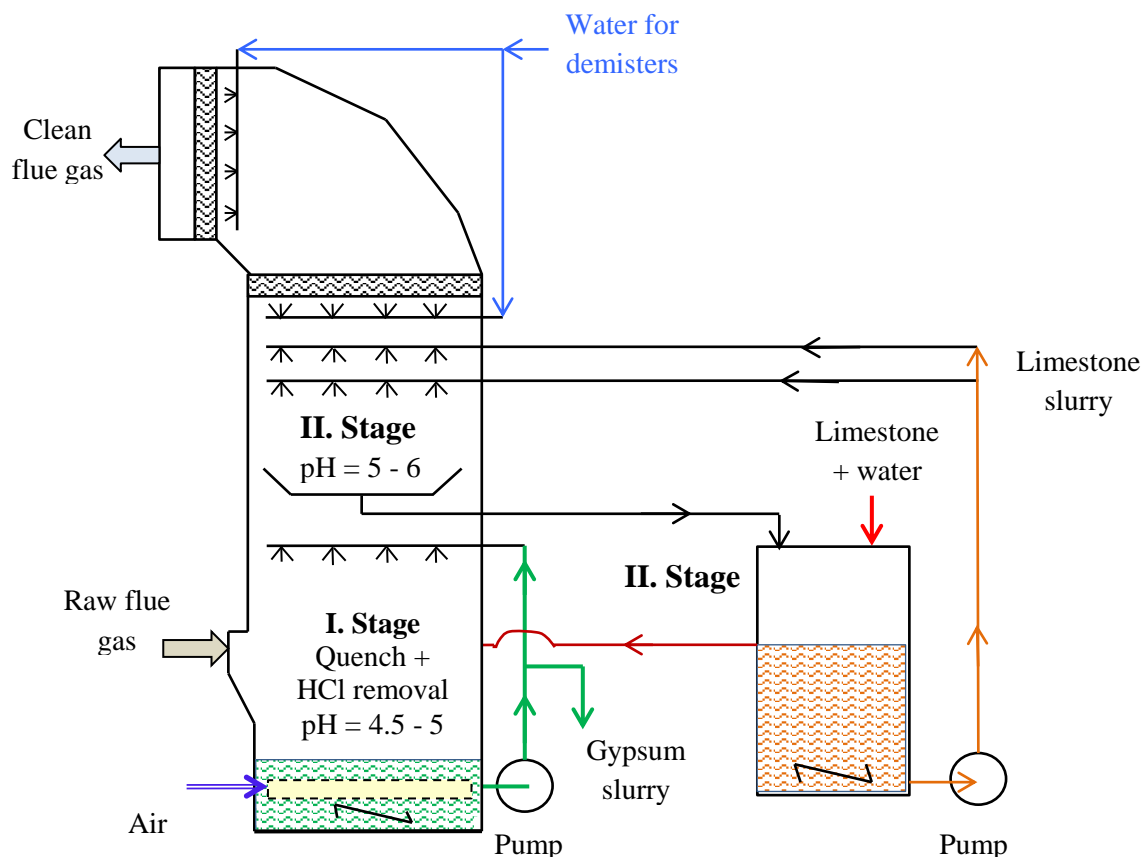 Water for
demisters
Clean
flue gas
Limestone
slurry
II. Stage
pH = 5 - 6
Limestone
+ water
II. Stage
Raw flue
gas
I. Stage
Quench +
HCl removal
pH = 4.5 - 5
Gypsum
slurry
Air
Pump
Pump